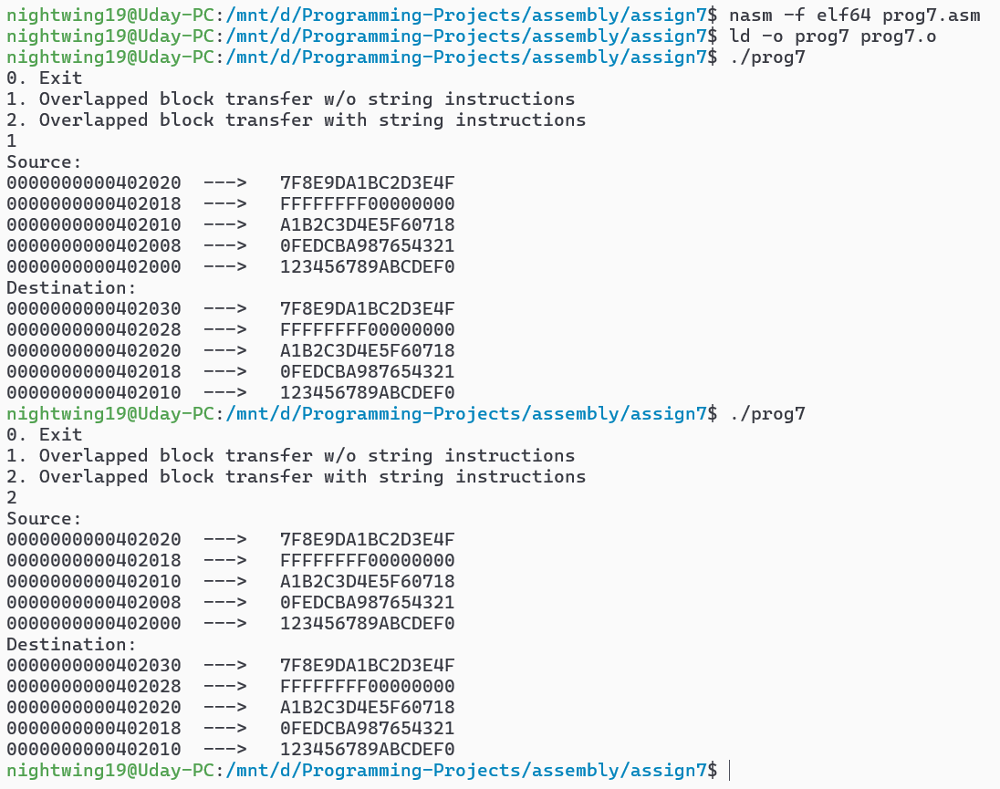 nightwing19@Uday-PC:/mnt/d/Programming-Projects/assembly/assign7$ nasm -f elf64 prog7.asm
nightwing19@Uday-PC:/mnt/d/Programming-Projects/assembly/assign7$ ld -o prog7 prog7.o
nightwing19@Uday-PC:/mnt/d/Programming-Projects/assembly/assign7$ ./prog7
0. Exit
1. Overlapped block transfer w/o string instructions
2. Overlapped block transfer with string instructions
1
Source:
0000000000402020  --->   7F8E9DA1BC2D3E4F
0000000000402018  --->   FFFFFFFF00000000
0000000000402010  --->   A1B2C3D4E5F60718
0000000000402008  --->   0FEDCBA987654321
0000000000402000  --->   123456789ABCDEF0
Destination:
0000000000402030  --->   7F8E9DA1BC2D3E4F
0000000000402028  --->   FFFFFFFF00000000
0000000000402020  --->   A1B2C3D4E5F60718
0000000000402018  --->   0FEDCBA987654321
0000000000402010  --->   123456789ABCDEF0
nightwing19@Uday-PC:/mnt/d/Programming-Projects/assembly/assign7$ ./prog7
0. Exit
1. Overlapped block transfer w/o string instructions
2. Overlapped block transfer with string instructions
2
Source:
0000000000402020  --->   7F8E9DA1BC2D3E4F
0000000000402018  --->   FFFFFFFF00000000
0000000000402010  --->   A1B2C3D4E5F60718
0000000000402008  --->   0FEDCBA987654321
0000000000402000  --->   123456789ABCDEF0
Destination:
0000000000402030  --->   7F8E9DA1BC2D3E4F
0000000000402028  --->   FFFFFFFF00000000
0000000000402020  --->   A1B2C3D4E5F60718
0000000000402018  --->   0FEDCBA987654321
0000000000402010  --->   123456789ABCDEF0
nightwing19@Uday-PC:/mnt/d/Programming-Projects/assembly/assign7$